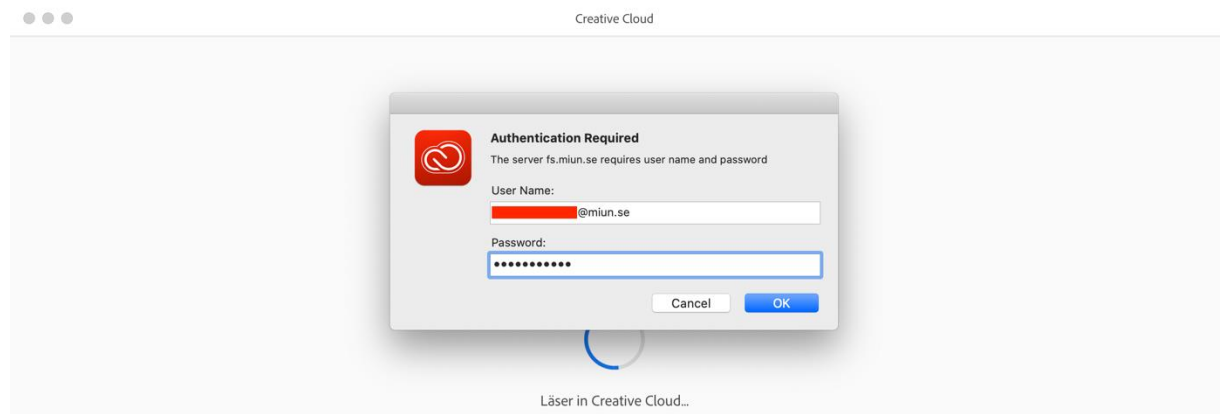 Creative Cloud
Authentication Required
The server fs.miun.se requires user name and password
User Name:
@miun.se
Password:
•••••••••••
Cancel OK
Läser in Creative Cloud...